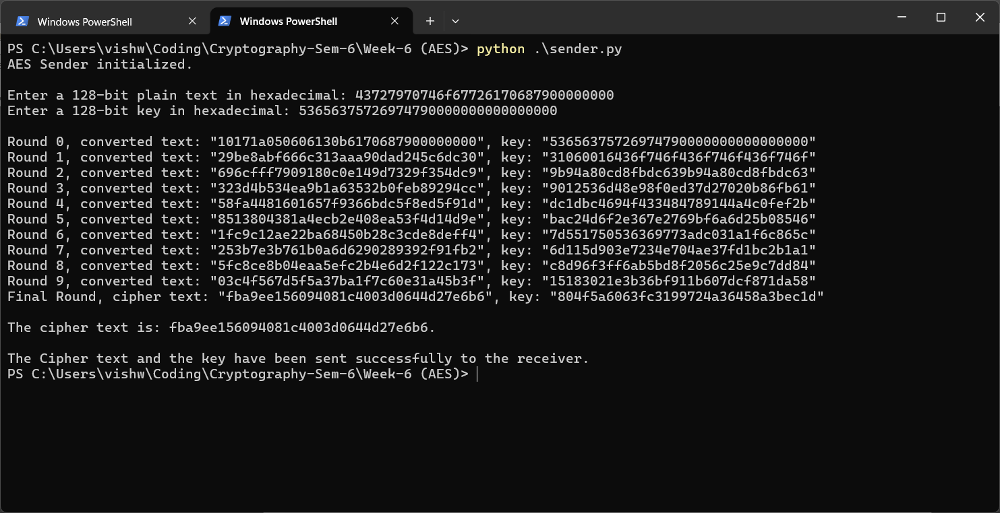 Windows PowerShell
Windows PowerShell
PS C:\Users\vishw\Coding\Cryptography-Sem-6\Week-6 (AES)> python .\sender.py
AES Sender initialized.
Enter a 128-bit plain text in hexadecimal: 43727970746f67726170687900000000
Enter a 128-bit key in hexadecimal: 53656375726974790000000000000000
Round 0, converted text: "10171a050606130b6170687900000000", key: "53656375726974790000000000000000"
Round 1, converted text: "29be8abf666c313aaa90dad245c6dc30", key: "31060016436f746f436f746f436f746f"
Round 2, converted text: "696cfff7909180c0e149d7329f354dc9", key: "9b94a80cd8fbdc639b94a80cd8fbdc63"
Round 3, converted text: "323d4b534ea9b1a63532b0feb89294cc", key: "9012536d48e98f0ed37d27020b86fb61"
Round 4, converted text: "58fa4481601657f9366bdc5f8ed5f91d", key: "dc1dbc4694f433484789144a4c0fef2b"
Round 5, converted text: "8513804381a4ecb2e408ea53f4d14d9e", key: "bac24d6f2e367e2769bf6a6d25b08546"
Round 6, converted text: "1fc9c12ae22ba68450b28c3cde8deff4", key: "7d551750536369773adc031a1f6c865c"
Round 7, converted text: "253b7e3b761b0a6d6290289392f91fb2", key: "6d115d903e7234e704ae37fd1bc2b1a1"
Round 8, converted text: "5fc8ce8b04eaa5efc2b4e6d2f122c173", key: "c8d96f3ff6ab5bd8f2056c25e9c7dd84"
Round 9, converted text: "03c4f567d5f5a37ba1f7c60e31a45b3f", key: "15183021e3b36bf911b607dcf871da58"
Final Round, cipher text: "fba9ee156094081c4003d0644d27e6b6", key: "804f5a6063fc3199724a36458a3bec1d"
The cipher text is: fba9ee156094081c4003d0644d27e6b6.
The Cipher text and the key have been sent successfully to the receiver.
PS C:\Users\vishw\Coding\Cryptography-Sem-6\Week-6 (AES)>